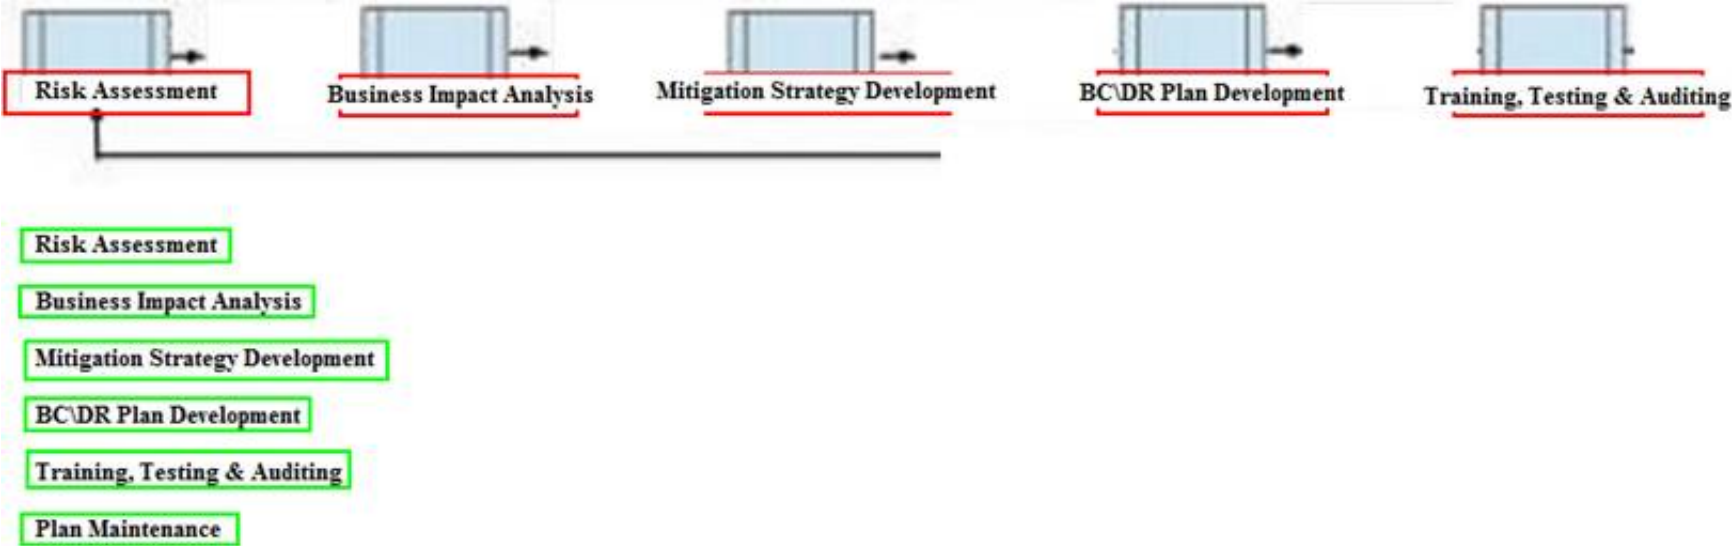 Risk Assessment
Business Impact Analysis
Mitigation Strategy Development
BC\DR Plan Development
Training, Testing & Auditing
Risk Assessment
Business Impact Analysis
Mitigation Strategy Development
BC\DR Plan Development
Training, Testing & Auditing
Plan Maintenance